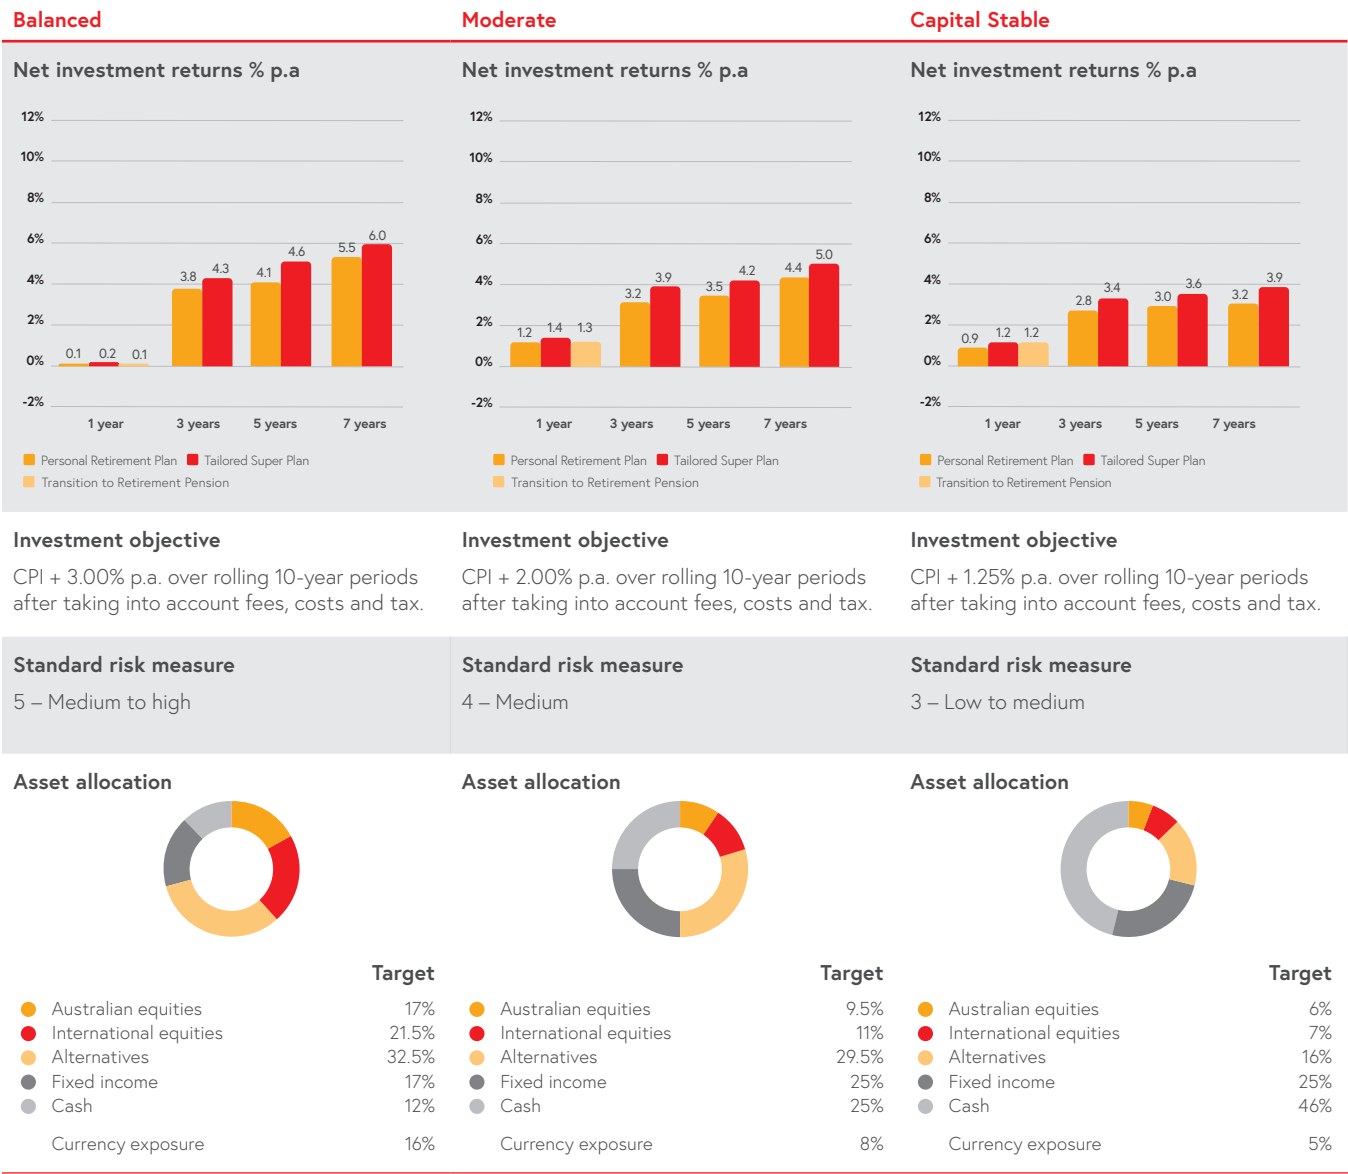 Balanced
Net investment returns % p.a
12%
10%
8%
6%
4%
2%
0%
-2%
0.1 0.2 0.1
3.8 4.3
4.1 4.6
5.5 6.0
1 year 3 years 5 years 7 years
Personal Retirement Plan Tailored Super Plan
Transition to Retirement Pension
Investment objective
CPI + 3.00% p.a. over rolling 10-year periods
after taking into account fees, costs and tax.
Standard risk measure
5 – Medium to high
Asset allocation
Target
Australian equities 17%
International equities 21.5%
Alternatives 32.5%
Fixed income 17%
Cash 12%
Currency exposure 16%
Moderate
Net investment returns % p.a
12%
10%
8%
6%
4%
2%
0%
-2%
1.2 1.4 1.3
3.2 3.9
3.5 4.2
4.4 5.0
1 year 3 years 5 years 7 years
Personal Retirement Plan Tailored Super Plan
Transition to Retirement Pension
Investment objective
CPI + 2.00% p.a. over rolling 10-year periods
after taking into account fees, costs and tax.
Standard risk measure
4 – Medium
Asset allocation
Target
Australian equities 9.5%
International equities 11%
Alternatives 29.5%
Fixed income 25%
Cash 25%
Currency exposure 8%
Capital Stable
Net investment returns % p.a
12%
10%
8%
6%
4%
2%
0%
-2%
0.9 1.2 1.2
2.8 3.4
3.0 3.6
3.2 3.9
1 year 3 years 5 years 7 years
Personal Retirement Plan Tailored Super Plan
Transition to Retirement Pension
Investment objective
CPI + 1.25% p.a. over rolling 10-year periods
after taking into account fees, costs and tax.
Standard risk measure
3 – Low to medium
Asset allocation
Target
Australian equities 6%
International equities 7%
Alternatives 16%
Fixed income 25%
Cash 46%
Currency exposure 5%